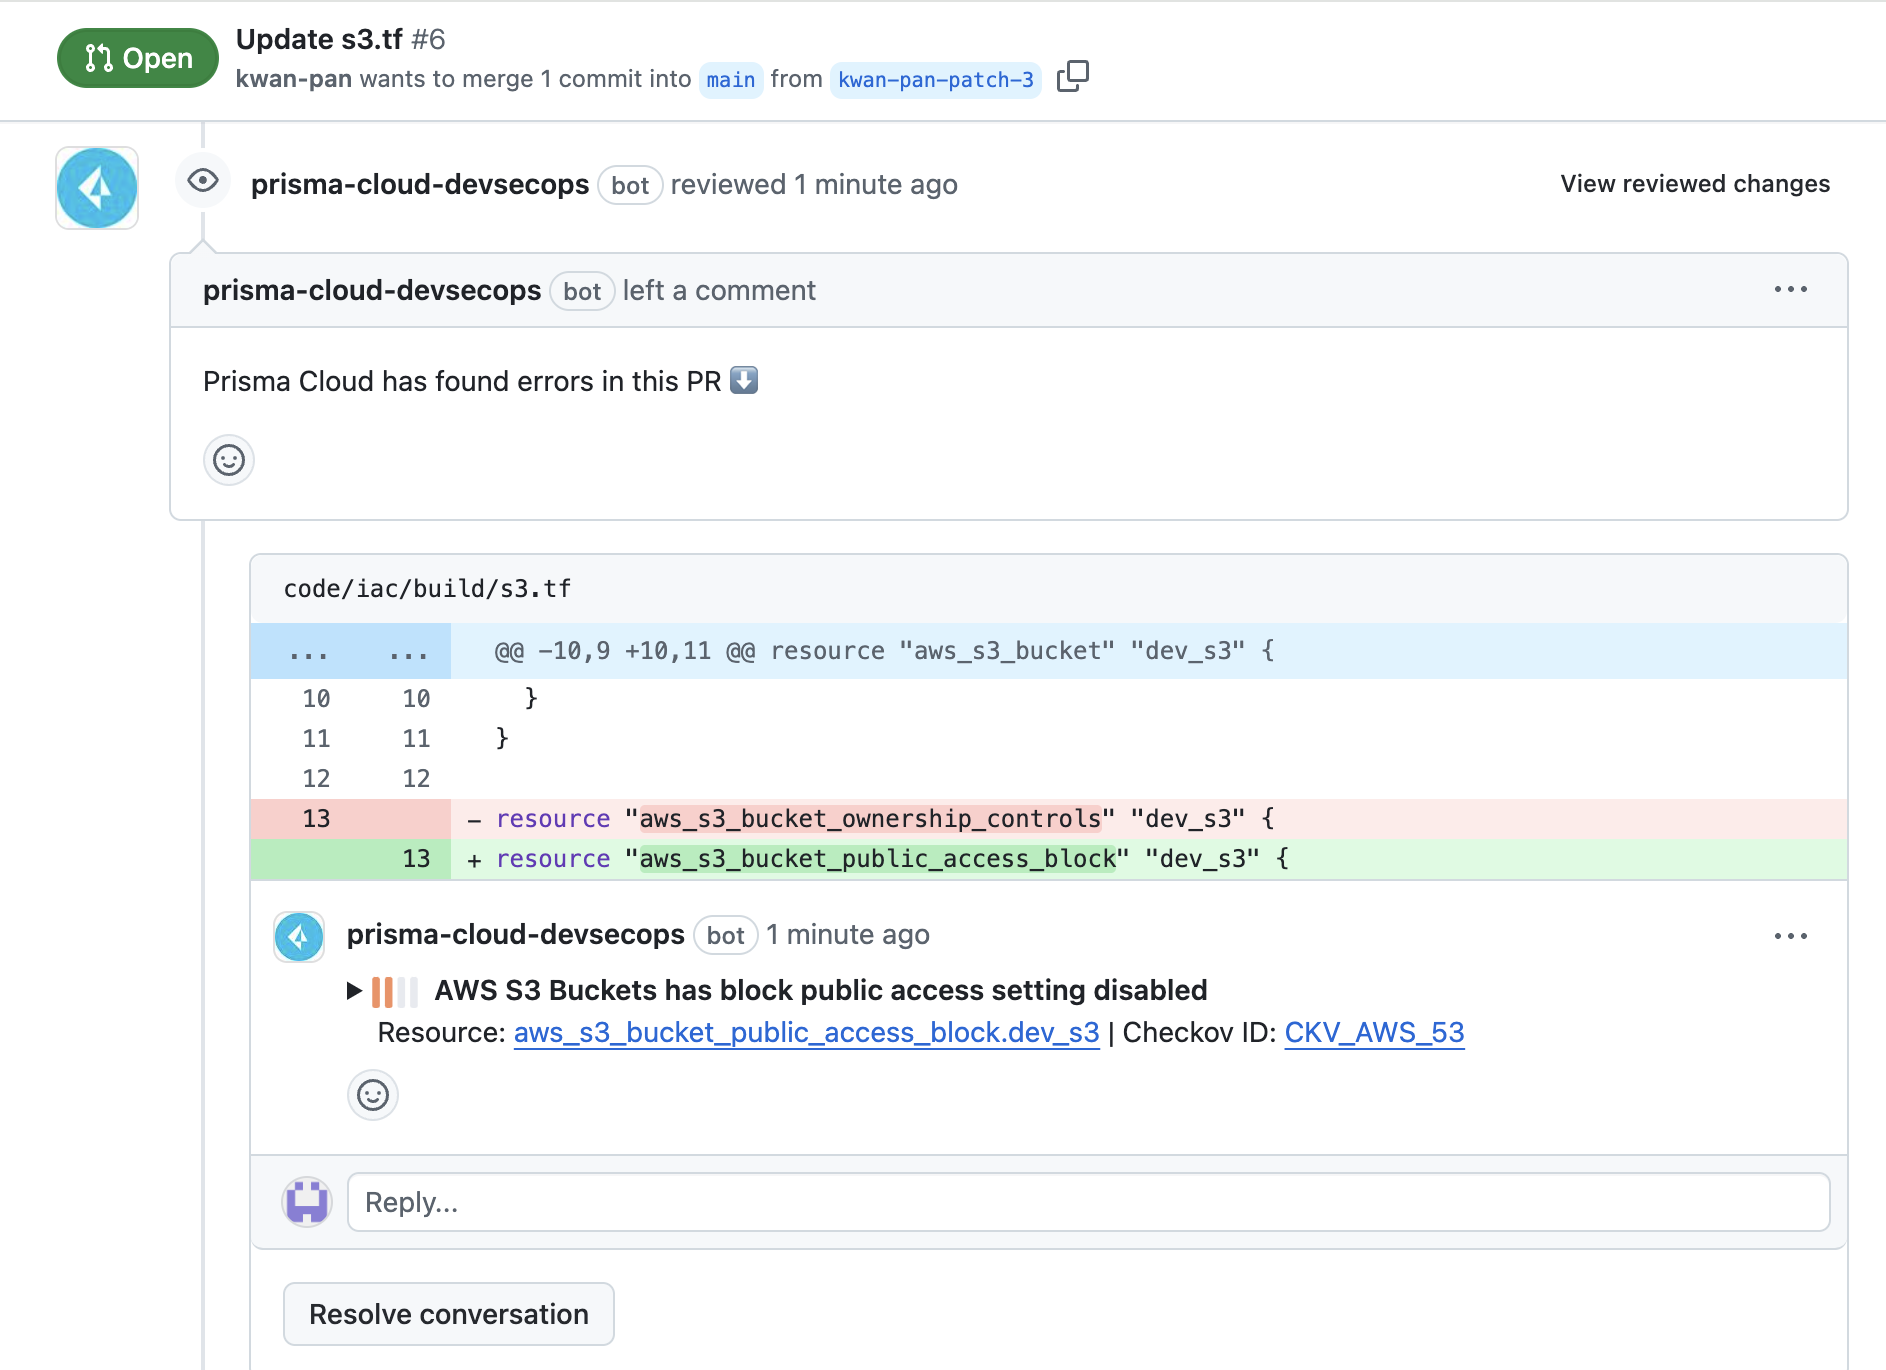 Open
Update s3.tf #6
kwan-pan wants to merge 1 commit into main from kwan-pan-patch-3
prisma-cloud-devsecops bot reviewed 1 minute ago
View reviewed changes
prisma-cloud-devsecops bot left a comment
Prisma Cloud has found errors in this PR ⬇️
code/iac/build/s3.tf
... ... @@ -10,9 +10,11 @@ resource "aws_s3_bucket" "dev_s3" {
10 10 }
11 11 }
12 12
13 - resource "aws_s3_bucket_ownership_controls" "dev_s3" {
13 + resource "aws_s3_bucket_public_access_block" "dev_s3" {
prisma-cloud-devsecops bot 1 minute ago
AWS S3 Buckets has block public access setting disabled
Resource: aws_s3_bucket_public_access_block.dev_s3 | Checkov ID: CKV_AWS_53
Reply...
Resolve conversation